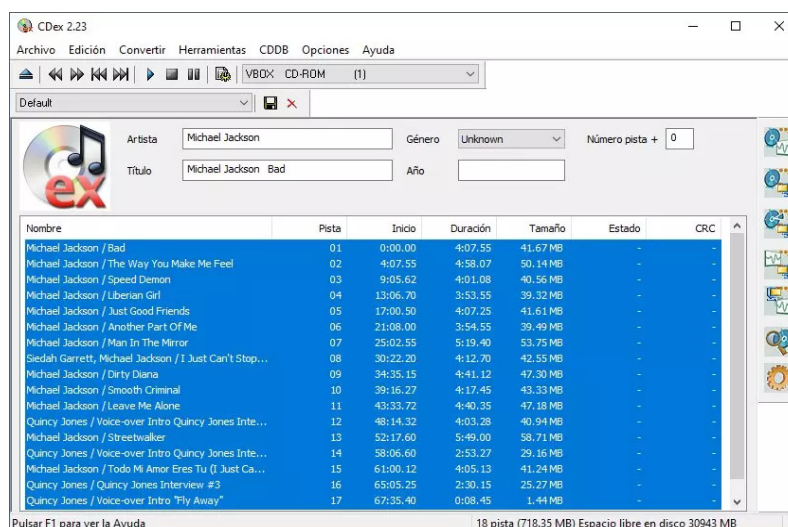 CDex 2.23
Archivo Edición Convertir Herramientas CDDB Opciones Ayuda
VBOX CD-ROM (1)
Default
Artista Michael Jackson Género Unknown Número pista + 0
Título Michael Jackson Bad Año
ex
Nombre Pista Inicio Duración Tamaño Estado CRC
Michael Jackson / Bad 01 0:00.00 4:07.55 41.67 MB - -
Michael Jackson / The Way You Make Me Feel 02 4:07.55 4:58.07 50.14 MB - -
Michael Jackson / Speed Demon 03 9:05.62 4:01.08 40.56 MB - -
Michael Jackson / Liberian Girl 04 13:06.70 3:53.55 39.32 MB - -
Michael Jackson / Just Good Friends 05 17:00.50 4:07.25 41.61 MB - -
Michael Jackson / Another Part Of Me 06 21:08.00 3:54.55 39.49 MB - -
Michael Jackson / Man In The Mirror 07 25:02.55 5:19.40 53.75 MB - -
Siedah Garrett, Michael Jackson / I Just Can't Stop... 08 30:22.20 4:12.70 42.55 MB - -
Michael Jackson / Dirty Diana 09 34:35.15 4:41.12 47.30 MB - -
Michael Jackson / Smooth Criminal 10 39:16.27 4:17.45 43.33 MB - -
Michael Jackson / Leave Me Alone 11 43:33.72 4:40.35 47.18 MB - -
Quincy Jones / Voice-over Intro Quincy Jones Inte... 12 48:14.32 4:03.28 40.94 MB - -
Michael Jackson / Streetwalker 13 52:17.60 5:49.00 58.71 MB - -
Quincy Jones / Voice-over Intro Quincy Jones Inte... 14 58:06.60 2:53.27 29.16 MB - -
Michael Jackson / Todo Mi Amor Eres Tu (I Just Ca... 15 61:00.12 4:05.13 41.24 MB - -
Quincy Jones / Quincy Jones Interview #3 16 65:05.25 2:30.15 25.27 MB - -
Quincy Jones / Voice-over Intro "Fly Away" 17 67:35.40 0:08.45 1.44 MB - -
Pulsar F1 para ver la Ayuda 18 pista (718.35 MB) Espacio libre en disco 30943 MB